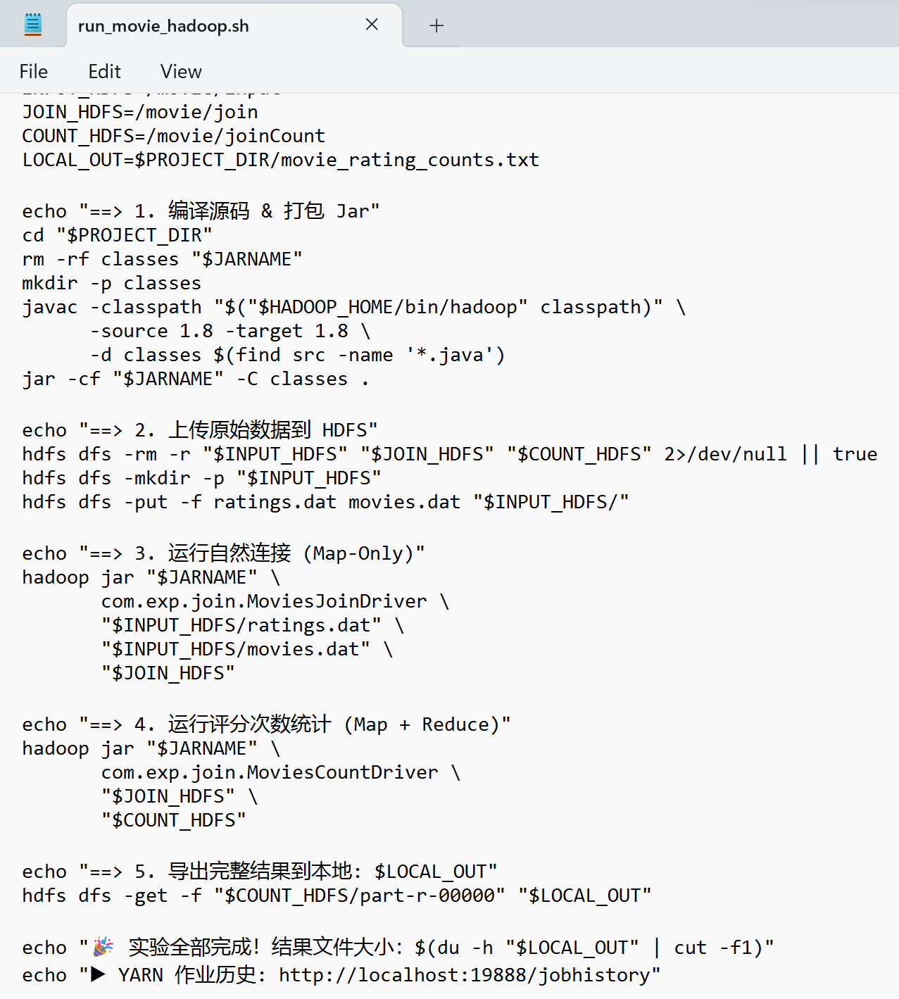 run_movie_hadoop.sh
File Edit View
JOIN_HDFS=/movie/join
COUNT_HDFS=/movie/joinCount
LOCAL_OUT=$PROJECT_DIR/movie_rating_counts.txt
echo "==> 1. 编译源码 & 打包 Jar"
cd "$PROJECT_DIR"
rm -rf classes "$JARNAME"
mkdir -p classes
javac -classpath "$("$HADOOP_HOME/bin/hadoop" classpath)" \
      -source 1.8 -target 1.8 \
      -d classes $(find src -name '*.java')
jar -cf "$JARNAME" -C classes .
echo "==> 2. 上传原始数据到 HDFS"
hdfs dfs -rm -r "$INPUT_HDFS" "$JOIN_HDFS" "$COUNT_HDFS" 2>/dev/null || true
hdfs dfs -mkdir -p "$INPUT_HDFS"
hdfs dfs -put -f ratings.dat movies.dat "$INPUT_HDFS/"
echo "==> 3. 运行自然连接 (Map-Only)"
hadoop jar "$JARNAME" \
       com.exp.join.MoviesJoinDriver \
       "$INPUT_HDFS/ratings.dat" \
       "$INPUT_HDFS/movies.dat" \
       "$JOIN_HDFS"
echo "==> 4. 运行评分次数统计 (Map + Reduce)"
hadoop jar "$JARNAME" \
       com.exp.join.MoviesCountDriver \
       "$JOIN_HDFS" \
       "$COUNT_HDFS"
echo "==> 5. 导出完整结果到本地: $LOCAL_OUT"
hdfs dfs -get -f "$COUNT_HDFS/part-r-00000" "$LOCAL_OUT"
echo "🎉 实验全部完成！结果文件大小: $(du -h "$LOCAL_OUT" | cut -f1)"
echo "▶ YARN 作业历史: http://localhost:19888/jobhistory"